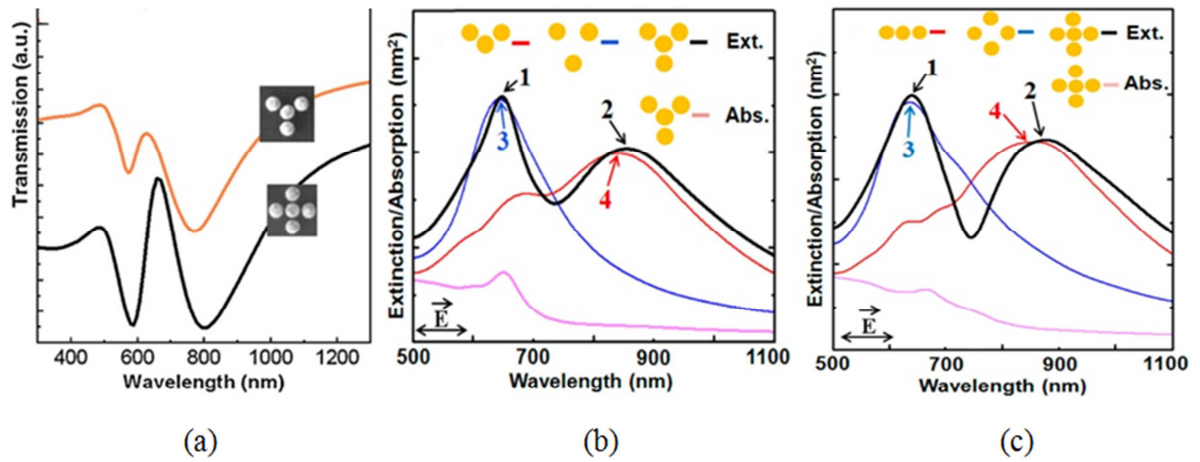 Transmission (a.u.)
400 600 800 1000 1200
Wavelength (nm)
(a)
Extinction/Absorption (nm²)
Ext.
Abs.
1
2
3
4
E
500 700 900 1100
Wavelength (nm)
(b)
Extinction/Absorption (nm²)
Ext.
Abs.
1
2
3
4
E
500 700 900 1100
Wavelength (nm)
(c)